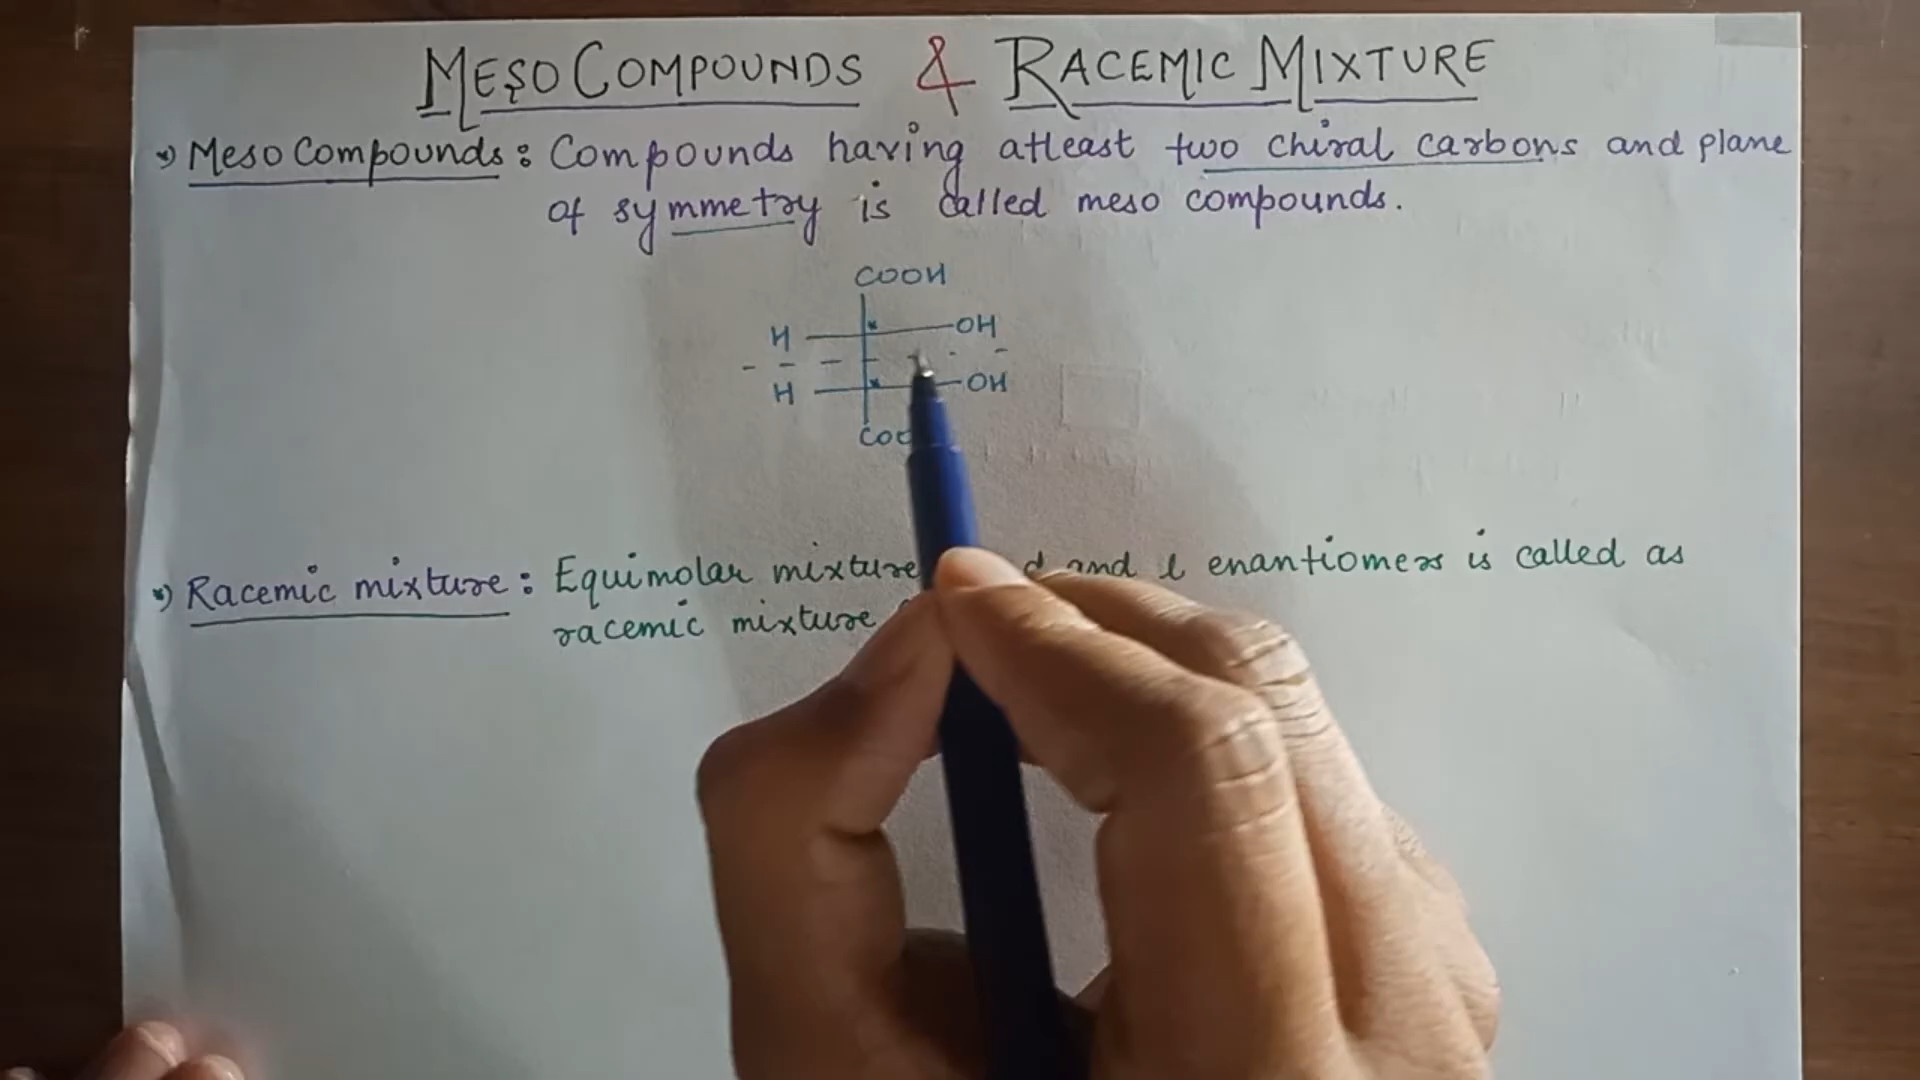 MESO COMPOUNDS & RACEMIC MIXTURE
Meso Compounds: Compounds having atleast two chiral carbons and plane
of symmetry is called meso compounds.
COOH
H OH
H OH
Racemic mixture: Equimolar mixture d and l enantiomers is called as
racemic mixture